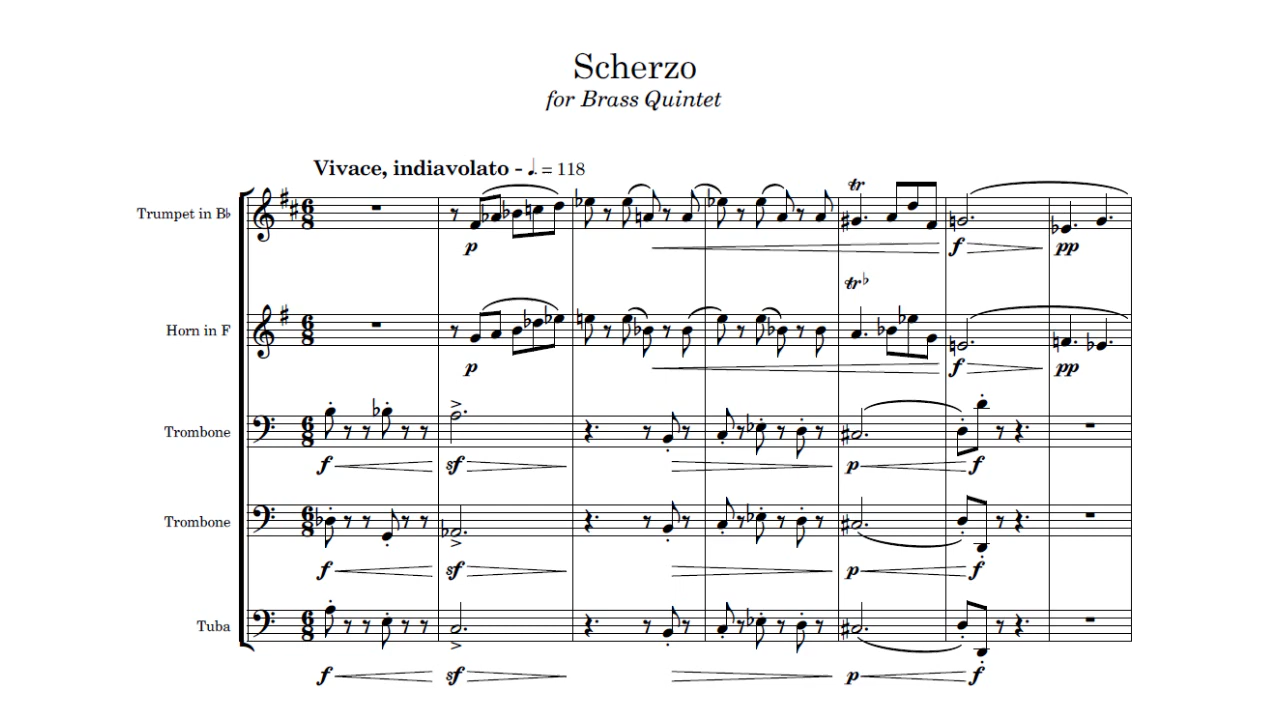 Scherzo
for Brass Quintet
Vivace, indiavolato - ♩. = 118
Trumpet in B♭
tr
p
f
pp
Horn in F
tr♭
p
f
pp
Trombone
f sf p f
Trombone
f sf p f
Tuba
f sf p f